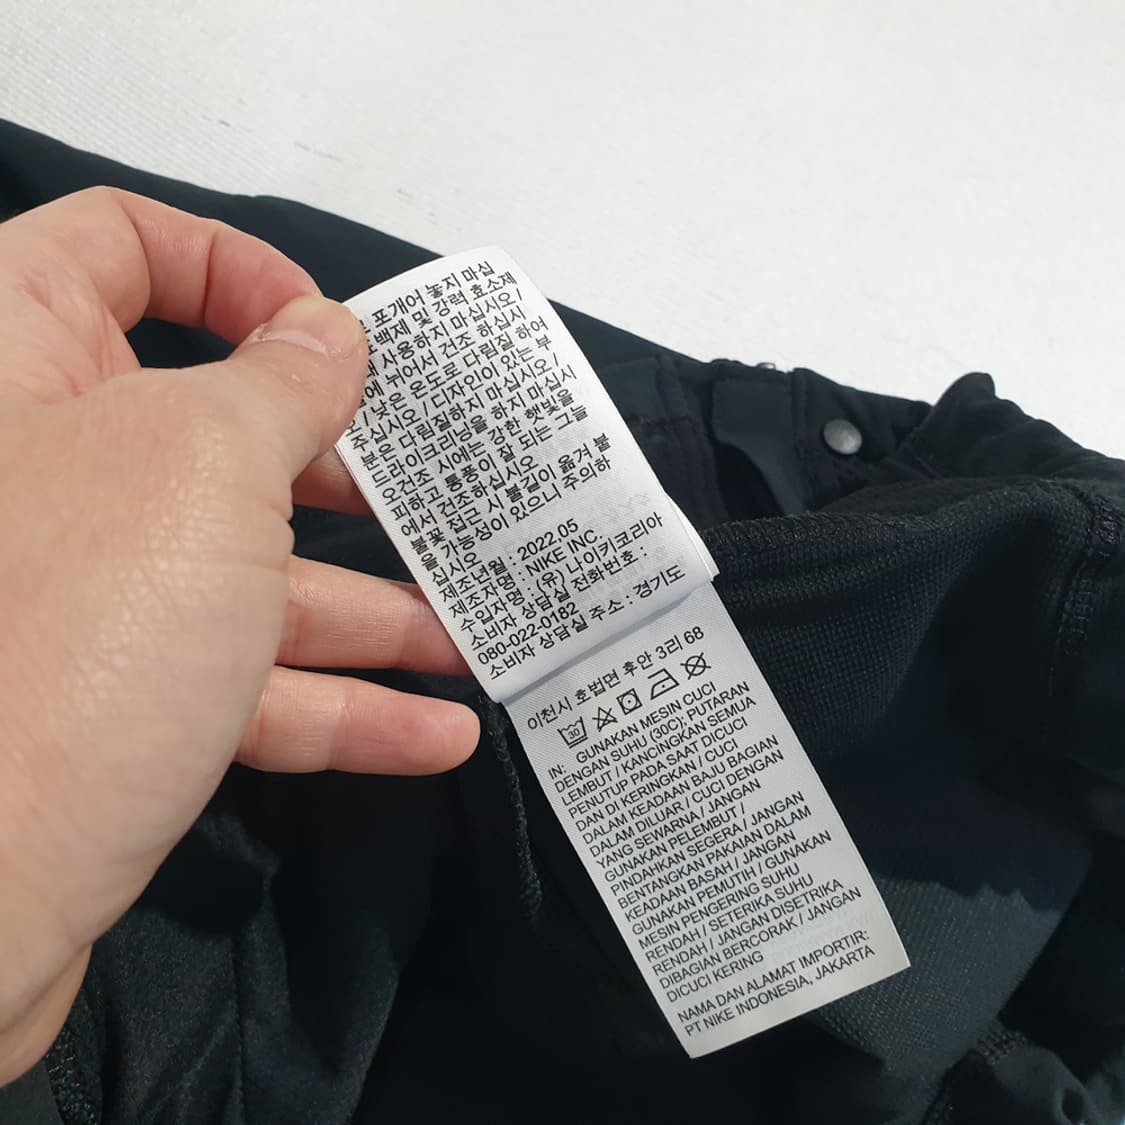 포개어 놓지 마십
백제 및 강력 효소제
사용하지 마십시오 /
뉘어서 건조 하십시
오 / 낮은 온도로 다림질 하여
주십시오 / 디자인이 있는 부
분은 다림질하지 마십시오 /
드라이크리닝을 하지 마십시
오건조 시에는 강한 햇빛을
피하고 통풍이 잘 되는 그늘
에서 건조하십시오
불꽃 접근 시 불길이 옮겨 붙
을 가능성이 있으니 주의하
십시오
제조년월 : 2022.05
제조자명 : NIKE INC.
수입자명 : (유) 나이키코리아
소비자 상담실 전화번호 :
080-022-0182
소비자 상담실 주소 : 경기도
이천시 호법면 후안 3리 68
30
IN: GUNAKAN MESIN CUCI
DENGAN SUHU (30C); PUTARAN
LEMBUT / KANCINGKAN SEMUA
PENUTUP PADA SAAT DICUCI
DAN DI KERINGKAN / CUCI
DALAM KEADAAN BAJU BAGIAN
DALAM DILUAR / CUCI DENGAN
YANG SEWARNA / JANGAN
GUNAKAN PELEMBUT /
PINDAHKAN SEGERA / JANGAN
BENTANGKAN PAKAIAN DALAM
KEADAAN BASAH / JANGAN
GUNAKAN PEMUTIH / GUNAKAN
MESIN PENGERING SUHU
RENDAH / SETERIKA SUHU
RENDAH / JANGAN DISETRIKA
DIBAGIAN BERCORAK / JANGAN
DICUCI KERING
NAMA DAN ALAMAT IMPORTIR:
PT NIKE INDONESIA, JAKARTA